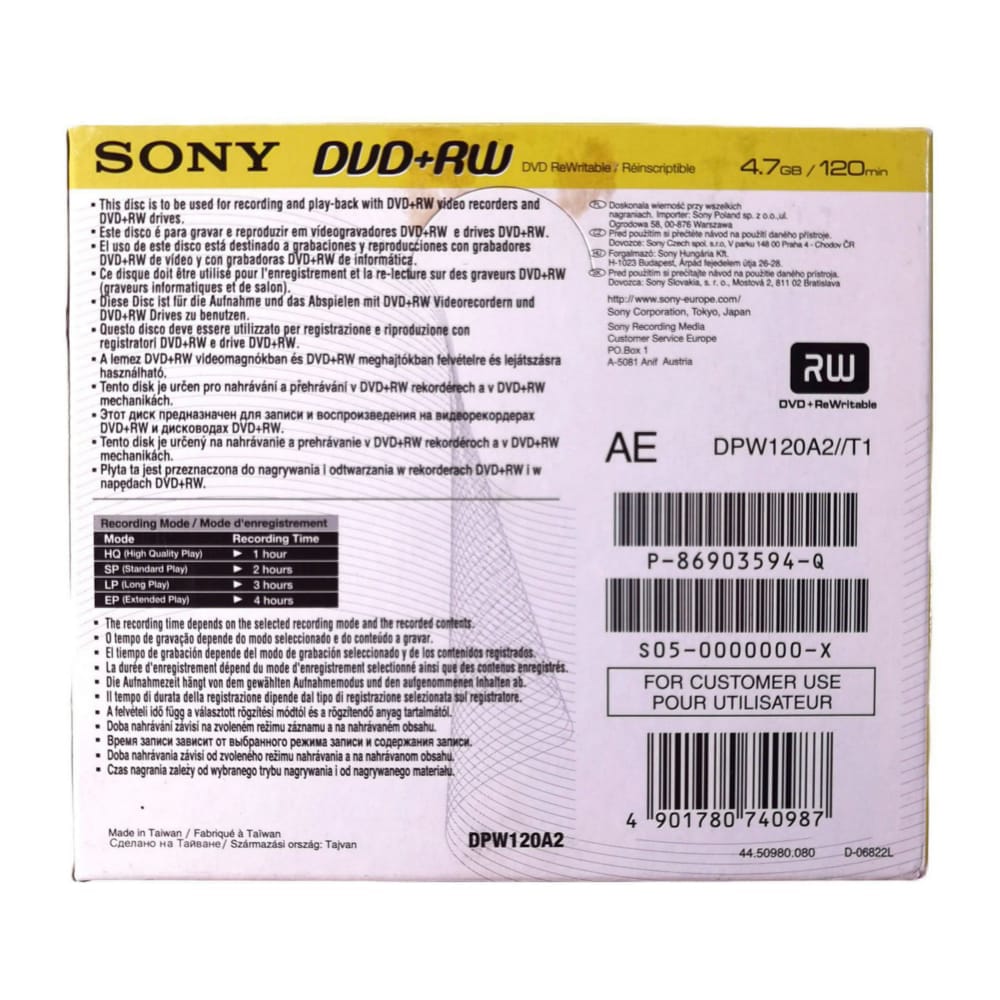 SONY DVD+RW DVD ReWritable / Réinscriptible 4.7GB / 120min
▪ This disc is to be used for recording and play-back with DVD+RW video recorders and
DVD+RW drives.
▪ Este disco é para gravar e reproduzir em vídeogravadores DVD+RW e drives DVD+RW.
▪ El uso de este disco está destinado a grabaciones y reproducciones con grabadores
DVD+RW de vídeo y con grabadoras DVD+RW de informática.
▪ Ce disque doit être utilisé pour l'enregistrement et la re-lecture sur des graveurs DVD+RW
(graveurs informatiques et de salon).
▪ Diese Disc ist für die Aufnahme und das Abspielen mit DVD+RW Videorecordern und
DVD+RW Drives zu benutzen.
▪ Questo disco deve essere utilizzato per registrazione e riproduzione con
registratori DVD+RW e drive DVD+RW.
▪ A lemez DVD+RW videomagnókban és DVD+RW meghajtókban felvételre és lejátszásra
használható.
▪ Tento disk je určen pro nahrávání a přehrávání v DVD+RW rekordérech a v DVD+RW
mechanikách.
▪ Этот диск предназначен для записи и воспроизведения на видеорекордерах
DVD+RW и дисководах DVD+RW.
▪ Tento disk je určený na nahrávanie a prehrávanie v DVD+RW rekordéroch a v DVD+RW
mechanikách.
▪ Płyta ta jest przeznaczona do nagrywania i odtwarzania w rekorderach DVD+RW i w
napędach DVD+RW.
Recording Mode / Mode d'enregistrement
Mode Recording Time
HQ (High Quality Play) ► 1 hour
SP (Standard Play) ► 2 hours
LP (Long Play) ► 3 hours
EP (Extended Play) ► 4 hours
▪ The recording time depends on the selected recording mode and the recorded contents.
▪ O tempo de gravação depende do modo seleccionado e do conteúdo a gravar.
▪ El tiempo de grabación depende del modo de grabación seleccionado y de los contenidos registrados.
▪ La durée d'enregistrement dépend du mode d'enregistrement selectionné ainsi que des contenus enregistrés.
▪ Die Aufnahmezeit hängt von dem gewählten Aufnahmemodus und den aufgenommenen Inhalten ab.
▪ Il tempo di durata della registrazione dipende dal tipo di registrazione selezionata sul registratore.
▪ A felvételi idő függ a választott rögzítési módtól és a rögzítendő anyag tartalmától.
▪ Doba nahrávání závisí na zvoleném režimu záznamu a na nahrávaném obsahu.
▪ Время записи зависит от выбранного режима записи и содержания записи.
▪ Doba nahrávania závisí od zvoleného režimu nahrávania a na nahrávanom obsahu.
▪ Czas nagrania zależy od wybranego trybu nagrywania i od nagrywanego materiału.
Made in Taiwan / Fabriqué à Taïwan
Сделано на Тайване / Származási ország: Tajvan
DPW120A2
PL Doskonała wierność przy wszelkich
nagraniach. Importer: Sony Poland sp. z o.o.,ul.
Ogrodowa 58, 00-876 Warszawa
CZ Před použitím si přečtěte návod na použití daného přístroje.
Dovozce: Sony Czech spol. s r.o, V parku 148 00 Praha 4 - Chodov ČR
HU Forgalmazó: Sony Hungária Kft.
H-1023 Budapest, Árpád fejedelem útja 26-28.
SK Pred použitím si prečítajte návod na použitie daného prístroja.
Dovozca: Sony Slovakia, s. r. o., Mostová 2, 811 02 Bratislava
http://www.sony-europe.com/
Sony Corporation, Tokyo, Japan
Sony Recording Media
Customer Service Europe
PO.Box 1
A-5081 Anif Austria
RW
DVD+ReWritable
AE DPW120A2//T1
P-86903594-Q
S05-0000000-X
FOR CUSTOMER USE
POUR UTILISATEUR
4 901780 740987
44.50980.080 D-06822L